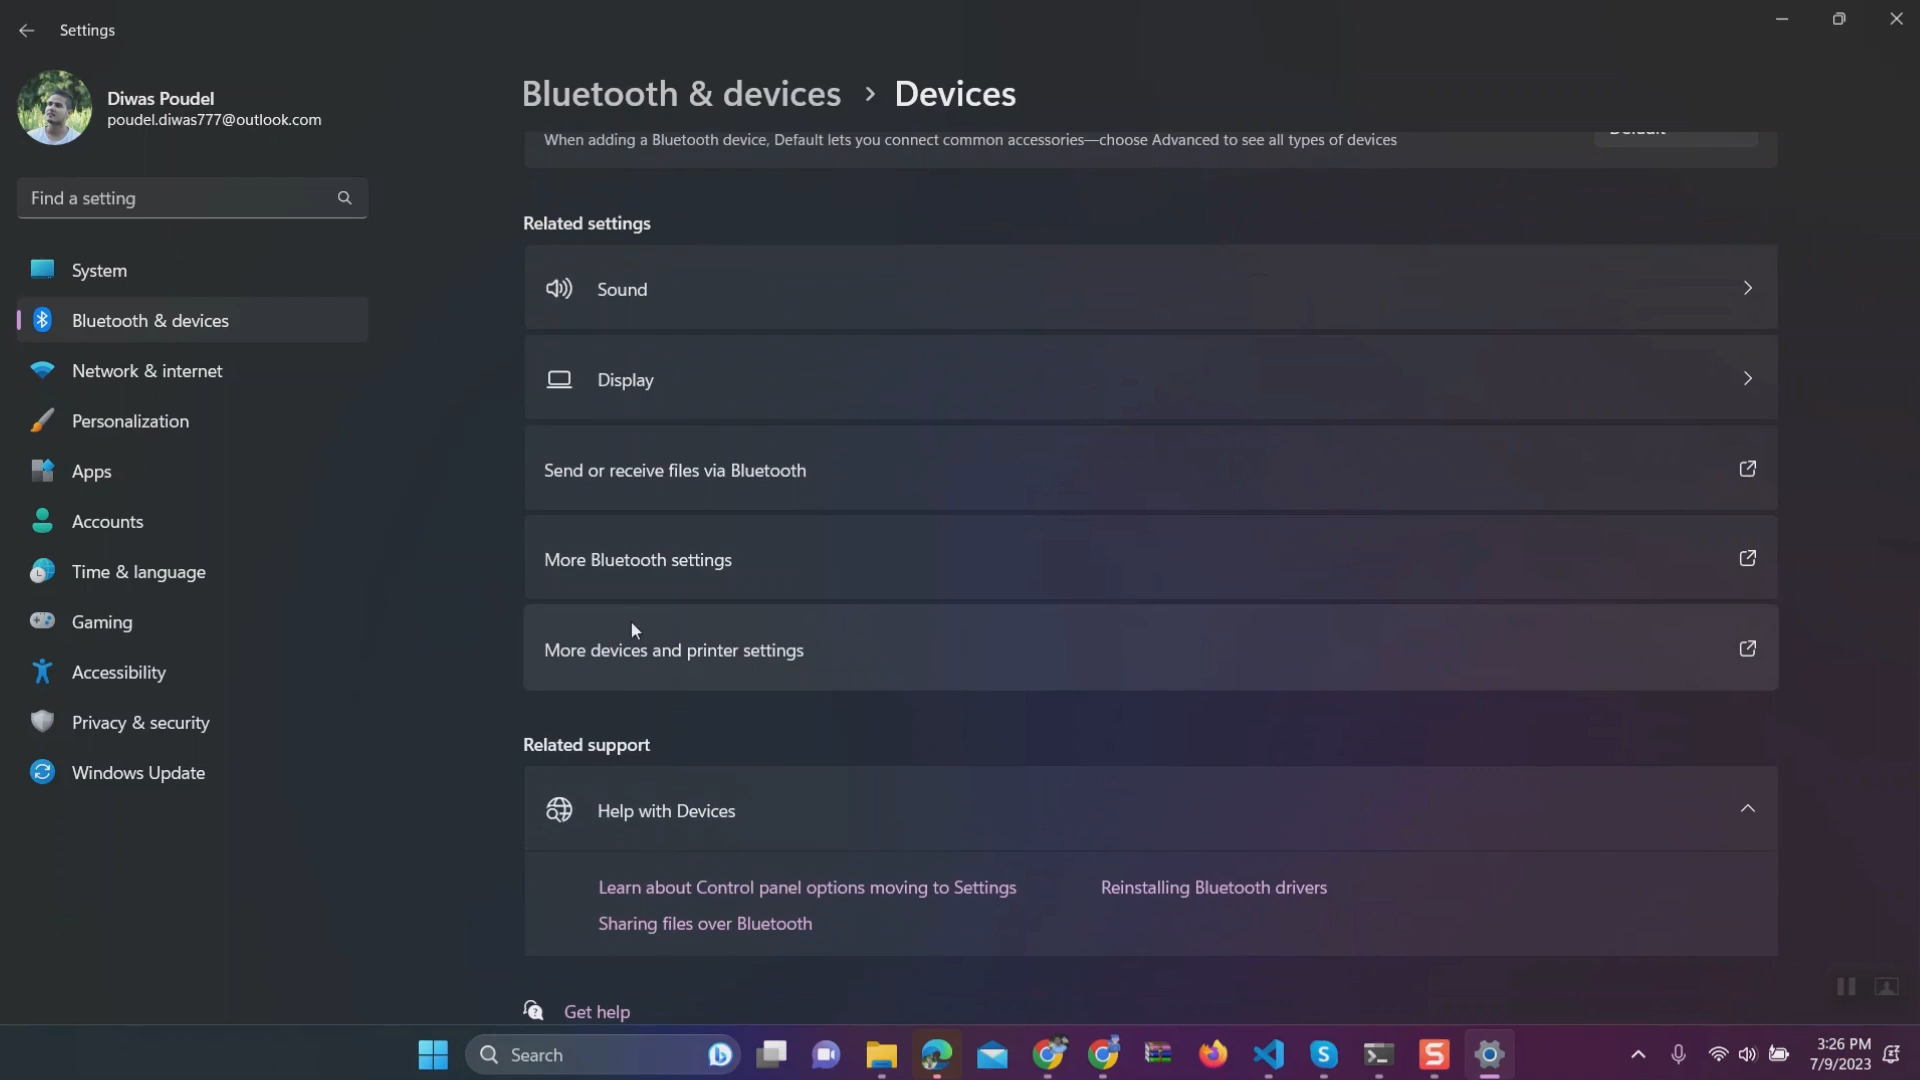 Settings
Diwas Poudel
poudel.diwas777@outlook.com
Find a setting
System
Bluetooth & devices
Network & internet
Personalization
Apps
Accounts
Time & language
Gaming
Accessibility
Privacy & security
Windows Update
Bluetooth & devices > Devices
When adding a Bluetooth device, Default lets you connect common accessories—choose Advanced to see all types of devices
Default
Related settings
Sound
Display
Send or receive files via Bluetooth
More Bluetooth settings
More devices and printer settings
Related support
Help with Devices
Learn about Control panel options moving to Settings
Reinstalling Bluetooth drivers
Sharing files over Bluetooth
Get help
Search
3:26 PM
7/9/2023